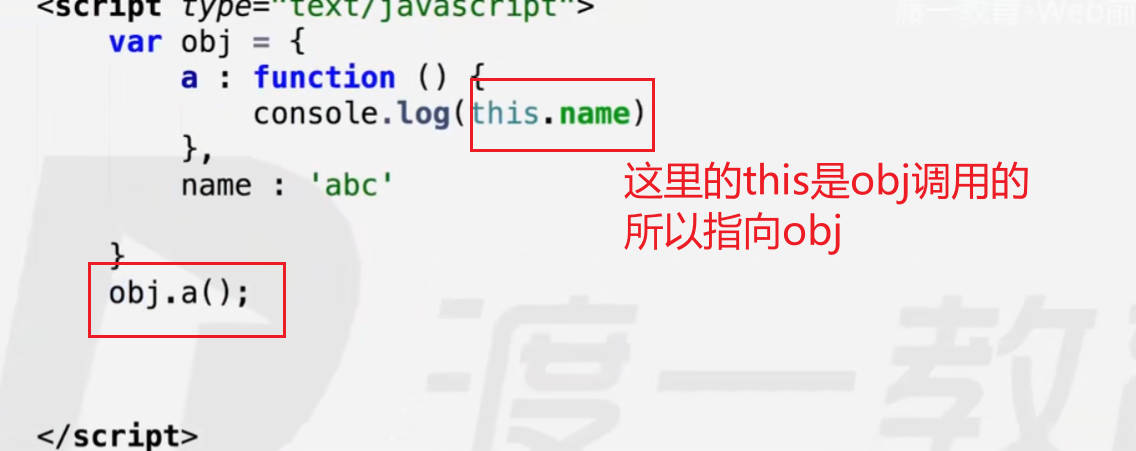 <script type="text/javascript">
渡一教育·Web前
var obj = {
a : function () {
console.log(this.name)
},
name : 'abc'
这里的this是obj调用的
所以指向obj
}
obj.a();
渡一教
</script>